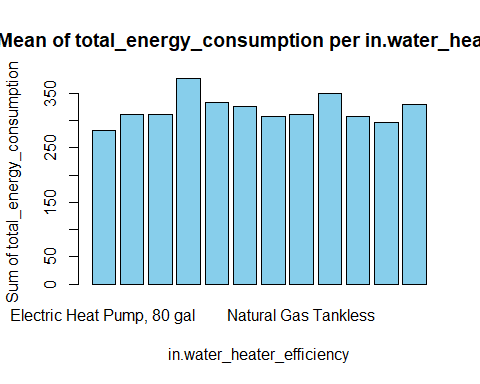 Mean of total_energy_consumption per in.water_hea
Sum of total_energy_consumption
350
250
150
50
0
Electric Heat Pump, 80 gal Natural Gas Tankless
in.water_heater_efficiency